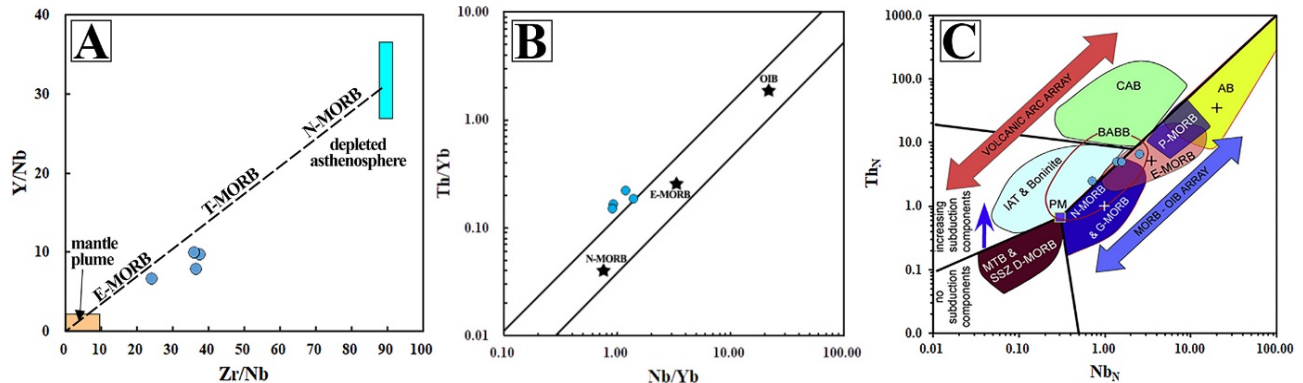 A
40
30
20
10
0
Y/Nb
0
10
20
30
40
50
60
70
80
90
100
Zr/Nb
N-MORB
depleted
asthenosphere
T-MORB
E-MORB
mantle
plume
B
10.00
1.00
0.10
0.01
Th/Yb
0.10
1.00
10.00
100.00
Nb/Yb
OIB
E-MORB
N-MORB
C
1000.0
100.0
10.0
1.0
0.1
0.0
ThN
0.01
0.10
1.00
10.00
100.00
NbN
VOLCANIC ARC ARRAY
CAB
AB
BABB
P-MORB
E-MORB
IAT & Boninite
PM
N-MORB
& G-MORB
MORB - OIB ARRAY
MTB &
SSZ D-MORB
increasing
subduction
components
no
subduction
components